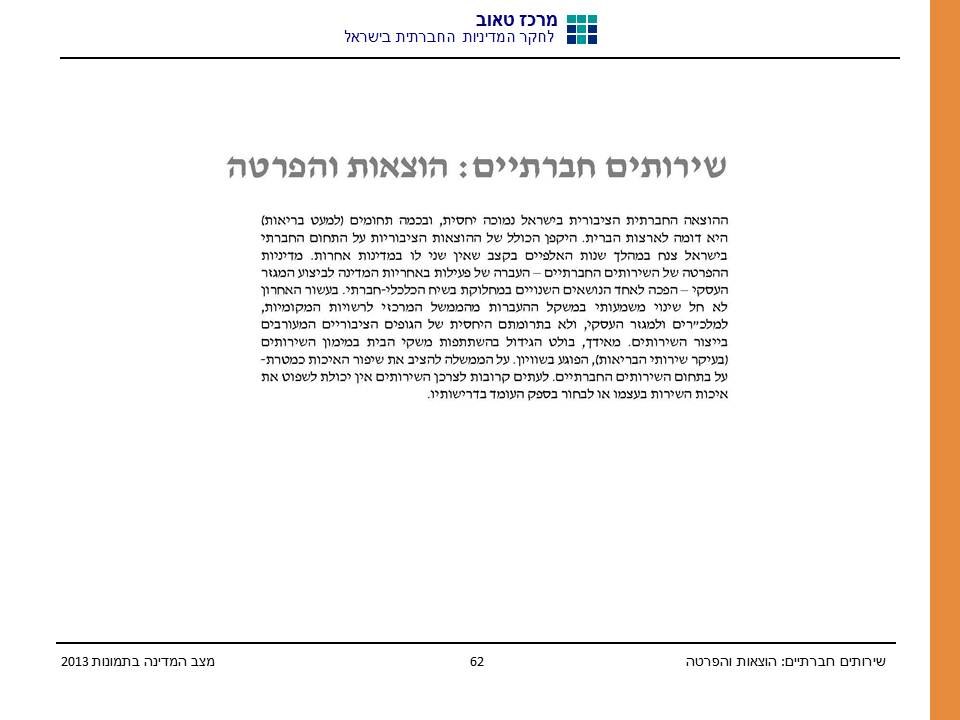 מרכז טאוב
לחקר המדיניות החברתית בישראל
שירותים חברתיים: הוצאות והפרטה
ההוצאה החברתית הציבורית בישראל נמוכה יחסית, ובכמה תחומים (למעט בריאות)
היא דומה לארצות הברית. היקפן הכולל של ההוצאות הציבוריות על התחום החברתי
בישראל צנח במהלך שנות האלפיים בקצב שאין שני לו במדינות אחרות. מדיניות
ההפרטה של השירותים החברתיים – העברה של פעילות באחריות המדינה לביצוע המגזר
העסקי – הפכה לאחד הנושאים השנויים במחלוקת בשיח הכלכלי-חברתי. בעשור האחרון
לא חל שינוי משמעותי במשקל ההעברות מהממשל המרכזי לרשויות המקומיות,
למלכ״רים ולמגזר העסקי, ולא בתרומתם היחסית של הגופים הציבוריים המעורבים
בייצור השירותים. מאידך, בולט הגידול בהשתתפות משקי הבית במימון השירותים
(בעיקר שירותי הבריאות), הפוגע בשוויון. על הממשלה להציב את שיפור האיכות כמטרת-
על בתחום השירותים החברתיים. לעתים קרובות לצרכן השירותים אין יכולת לשפוט את
איכות השירות בעצמו או לבחור בספק העומד בדרישותיו.
שירותים חברתיים: הוצאות והפרטה
62
מצב המדינה בתמונות 2013